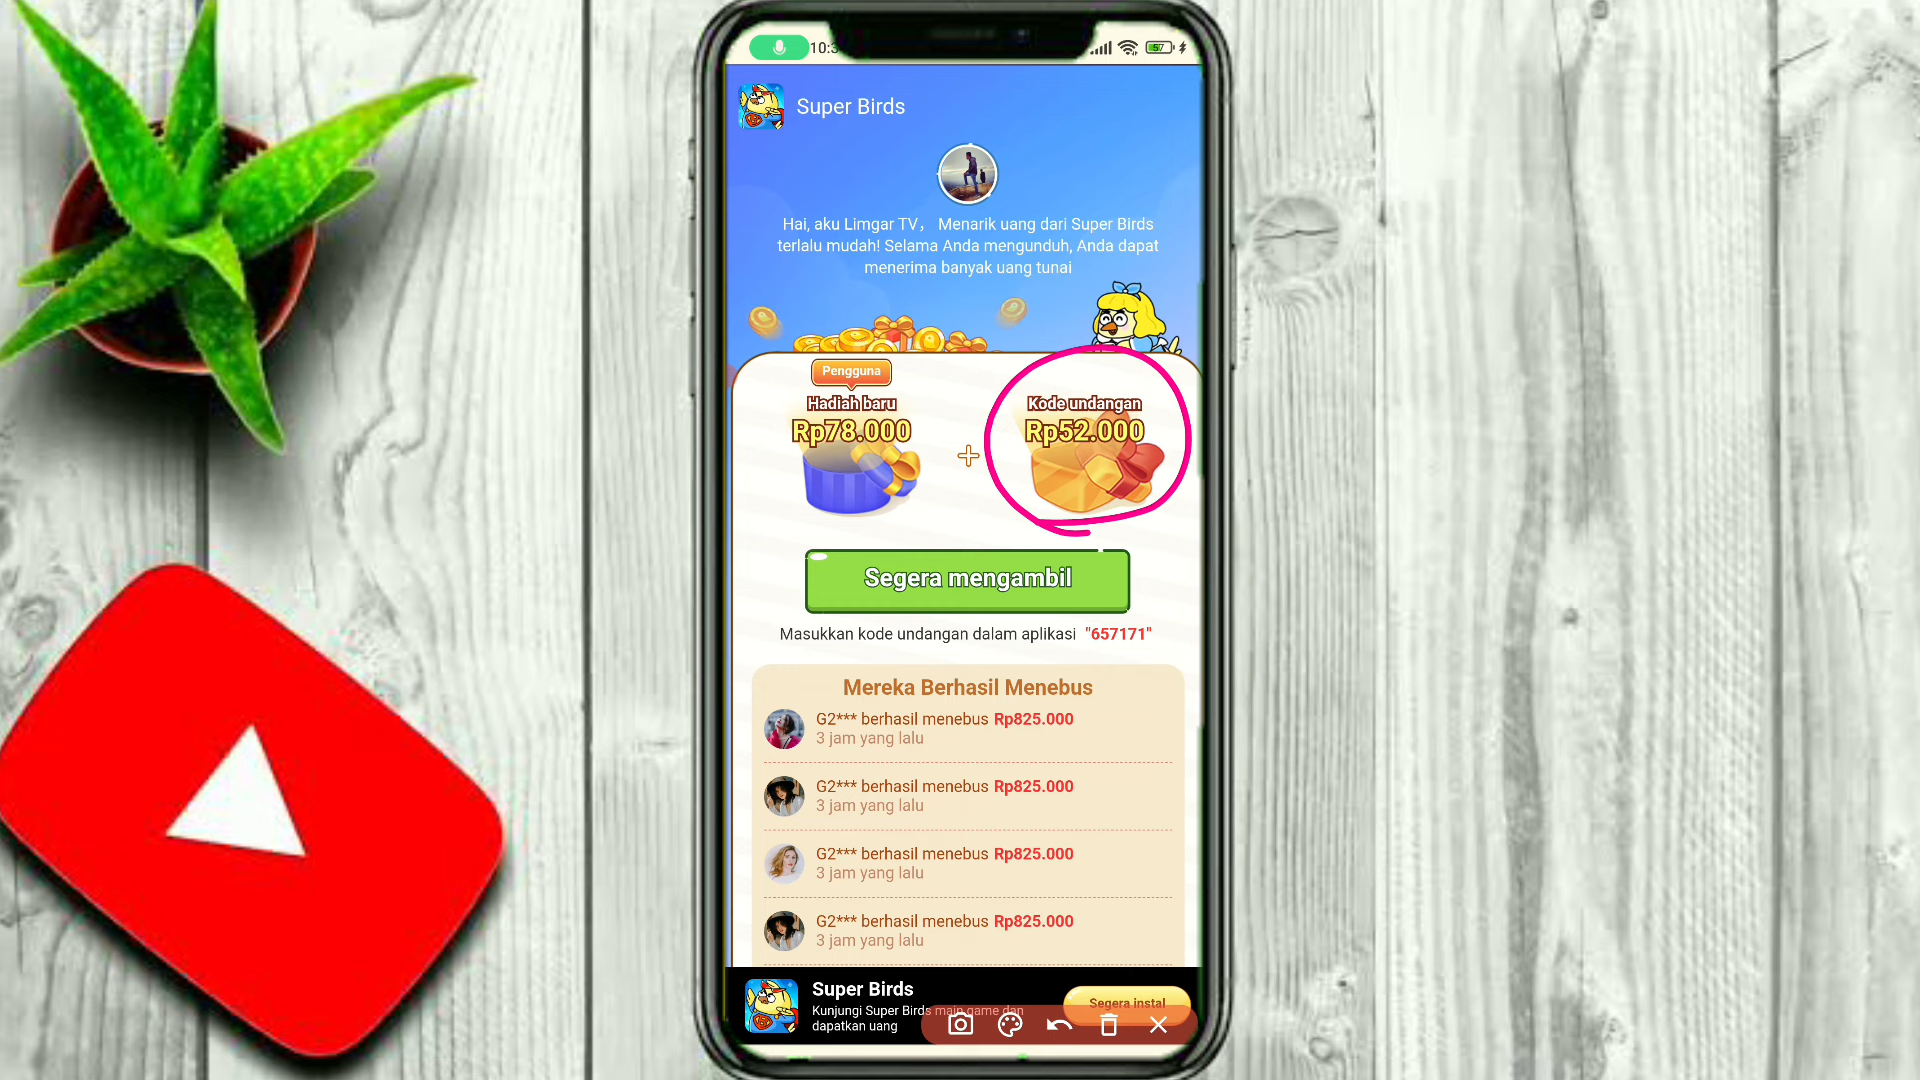 10:3
57
Super Birds
Hai, aku Limgar TV， Menarik uang dari Super Birds
terlalu mudah! Selama Anda mengunduh, Anda dapat
menerima banyak uang tunai
Pengguna
Hadiah baru
Rp78.000
+
Kode undangan
Rp52.000
Segera mengambil
Masukkan kode undangan dalam aplikasi "657171"
Mereka Berhasil Menebus
G2*** berhasil menebus Rp825.000
3 jam yang lalu
G2*** berhasil menebus Rp825.000
3 jam yang lalu
G2*** berhasil menebus Rp825.000
3 jam yang lalu
G2*** berhasil menebus Rp825.000
3 jam yang lalu
Super Birds
Kunjungi Super Birds main game dan
dapatkan uang
Segera instal